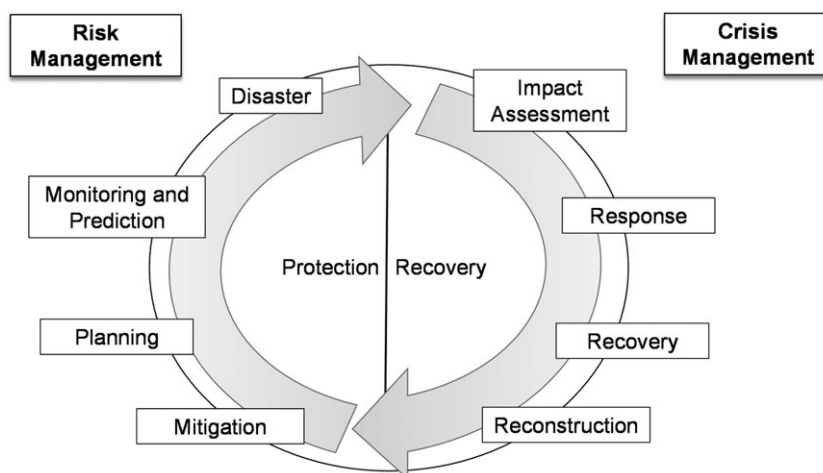 Risk
Management
Crisis
Management
Disaster
Impact
Assessment
Monitoring and
Prediction
Response
Protection
Recovery
Planning
Recovery
Mitigation
Reconstruction